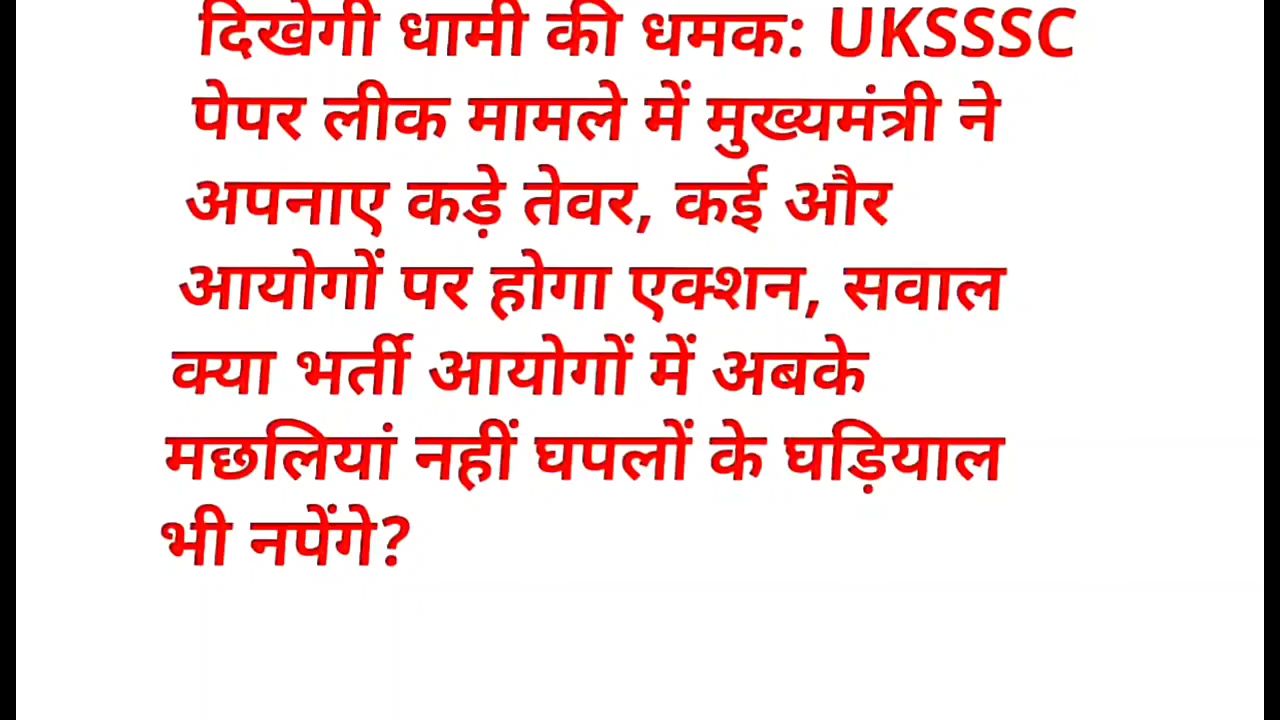 दिखेगी धामी की धमक: UKSSSC
पेपर लीक मामले में मुख्यमंत्री ने
अपनाए कड़े तेवर, कई और
आयोगों पर होगा एक्शन, सवाल
क्या भर्ती आयोगों में अबके
मछलियां नहीं घपलों के घड़ियाल
भी नपेंगे?